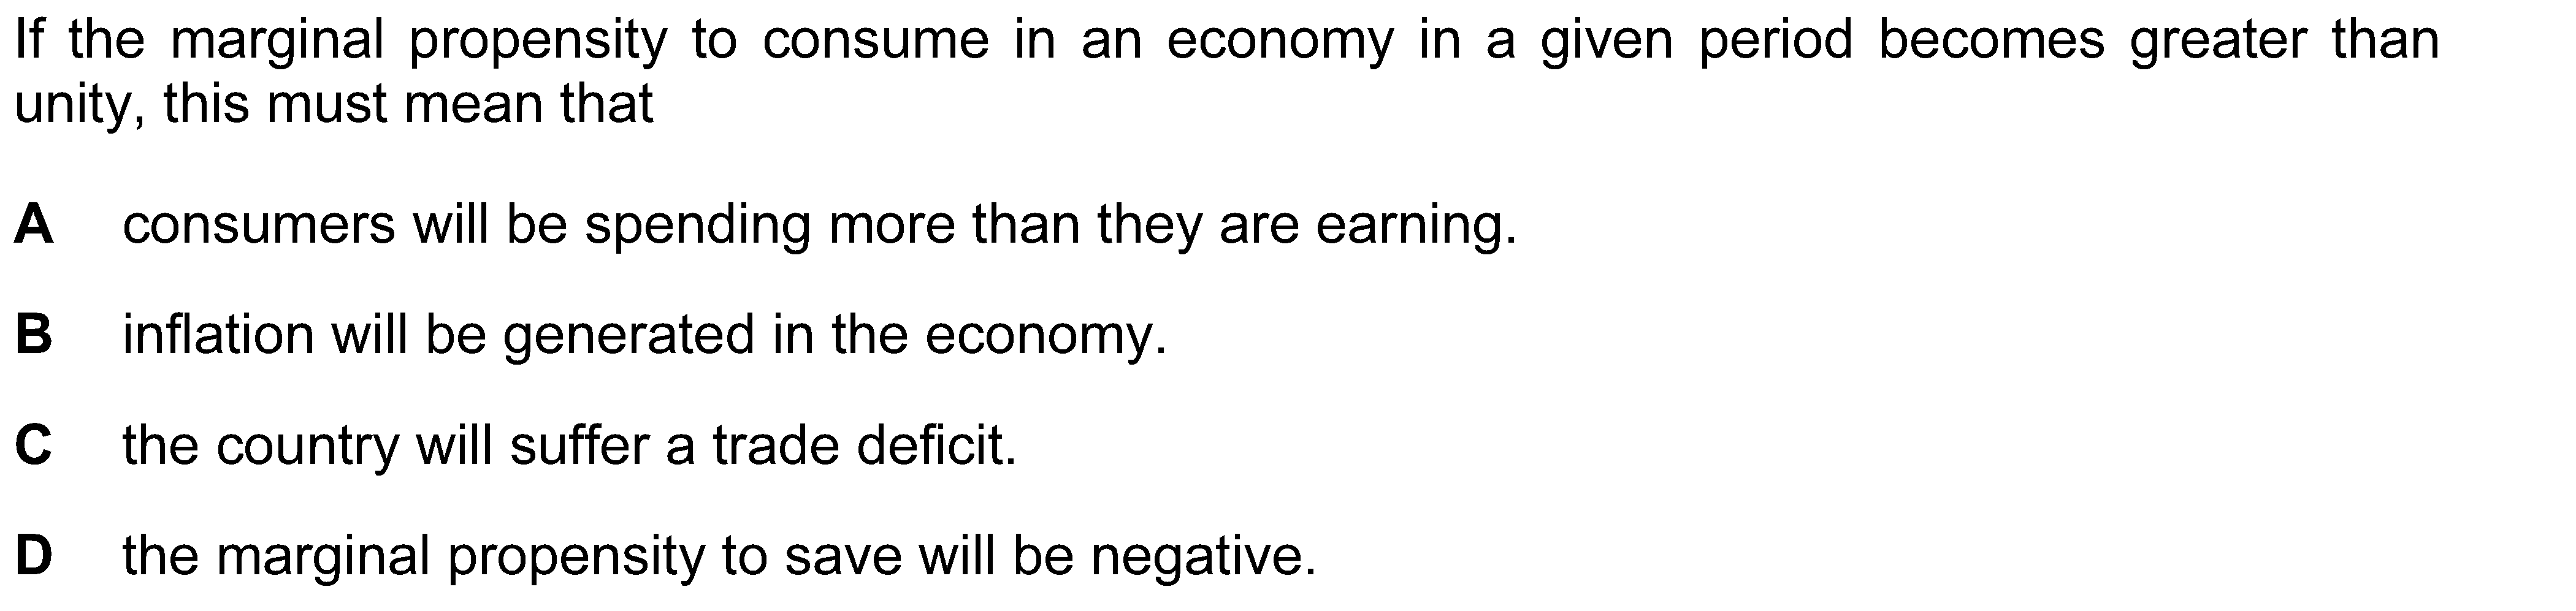 If the marginal propensity to consume in an economy in a given period becomes greater than
unity, this must mean that
A consumers will be spending more than they are earning.
B inflation will be generated in the economy.
C the country will suffer a trade deficit.
D the marginal propensity to save will be negative.